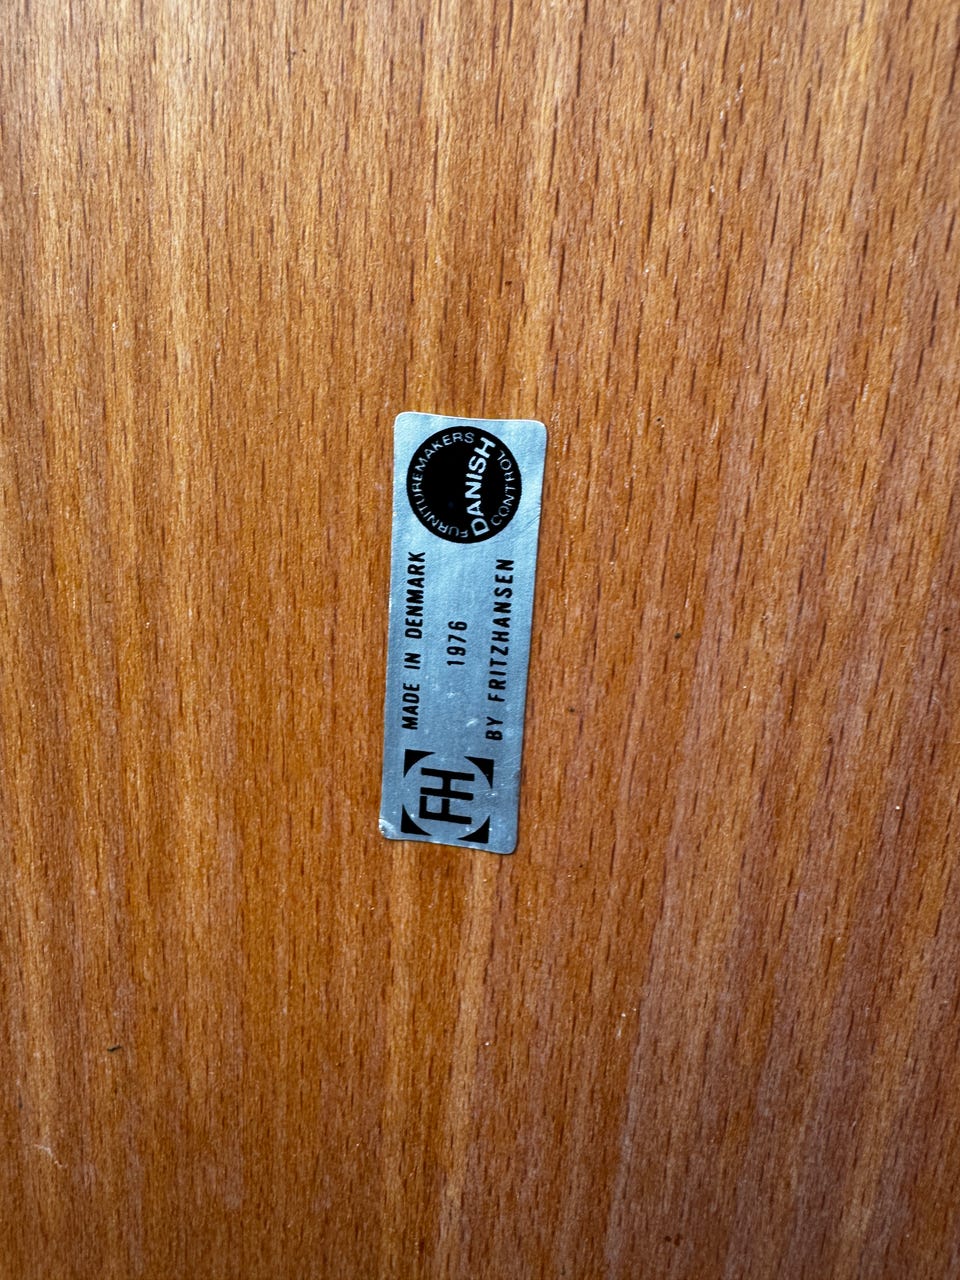 FH
MADE IN DENMARK
1976
BY FRITZHANSEN
FURNITUREMAKERS
DANISH
CONTROL